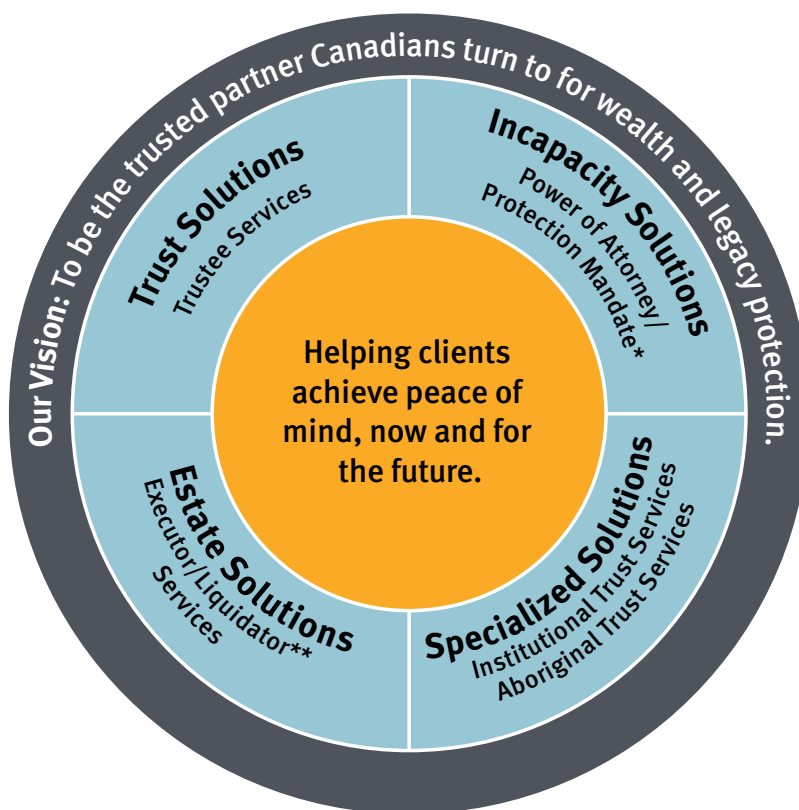 Our Vision: To be the trusted partner Canadians turn to for wealth and legacy protection.
Trust Solutions
Trustee Services
Incapacity Solutions
Power of Attorney/
Protection Mandate*
Helping clients
achieve peace of
mind, now and for
the future.
Estate Solutions
Executor/Liquidator**
Services
Specialized Solutions
Institutional Trust Services
Aboriginal Trust Services